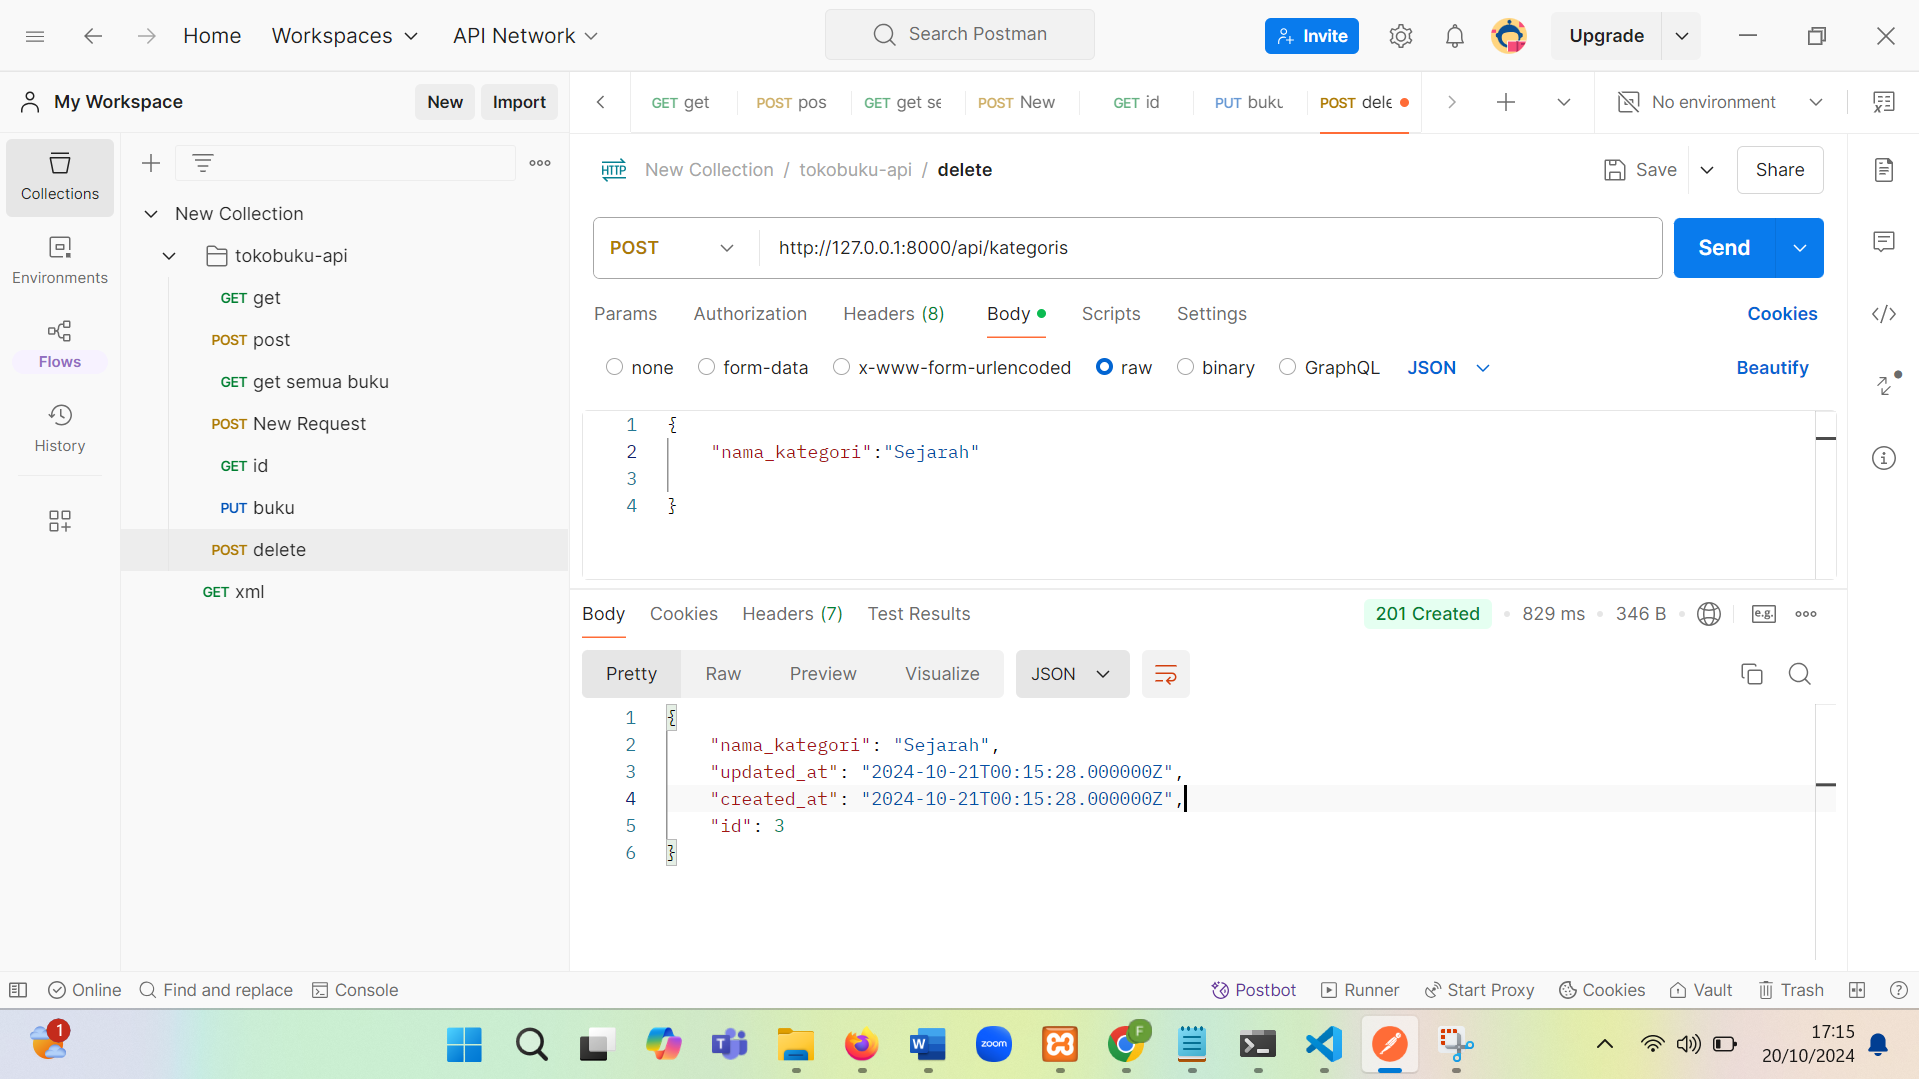 Home
Workspaces
API Network
Search Postman
Invite
Upgrade
My Workspace
New
Import
GET get
POST pos
GET get se
POST New
GET id
PUT buku
POST dele
No environment
Collections
Environments
Flows
History
New Collection
tokobuku-api
GET get
POST post
GET get semua buku
POST New Request
GET id
PUT buku
POST delete
GET xml
HTTP New Collection / tokobuku-api / delete
Save
Share
POST
http://127.0.0.1:8000/api/kategoris
Send
Params
Authorization
Headers (8)
Body
Scripts
Settings
Cookies
none
form-data
x-www-form-urlencoded
raw
binary
GraphQL
JSON
Beautify
1 {
2 "nama_kategori":"Sejarah"
3
4 }
Body
Cookies
Headers (7)
Test Results
201 Created
829 ms
346 B
e.g.
Pretty
Raw
Preview
Visualize
JSON
1 {
2 "nama_kategori": "Sejarah",
3 "updated_at": "2024-10-21T00:15:28.000000Z",
4 "created_at": "2024-10-21T00:15:28.000000Z",
5 "id": 3
6 }
Online
Find and replace
Console
Postbot
Runner
Start Proxy
Cookies
Vault
Trash
1
T
W
zoom
F
17:15
20/10/2024